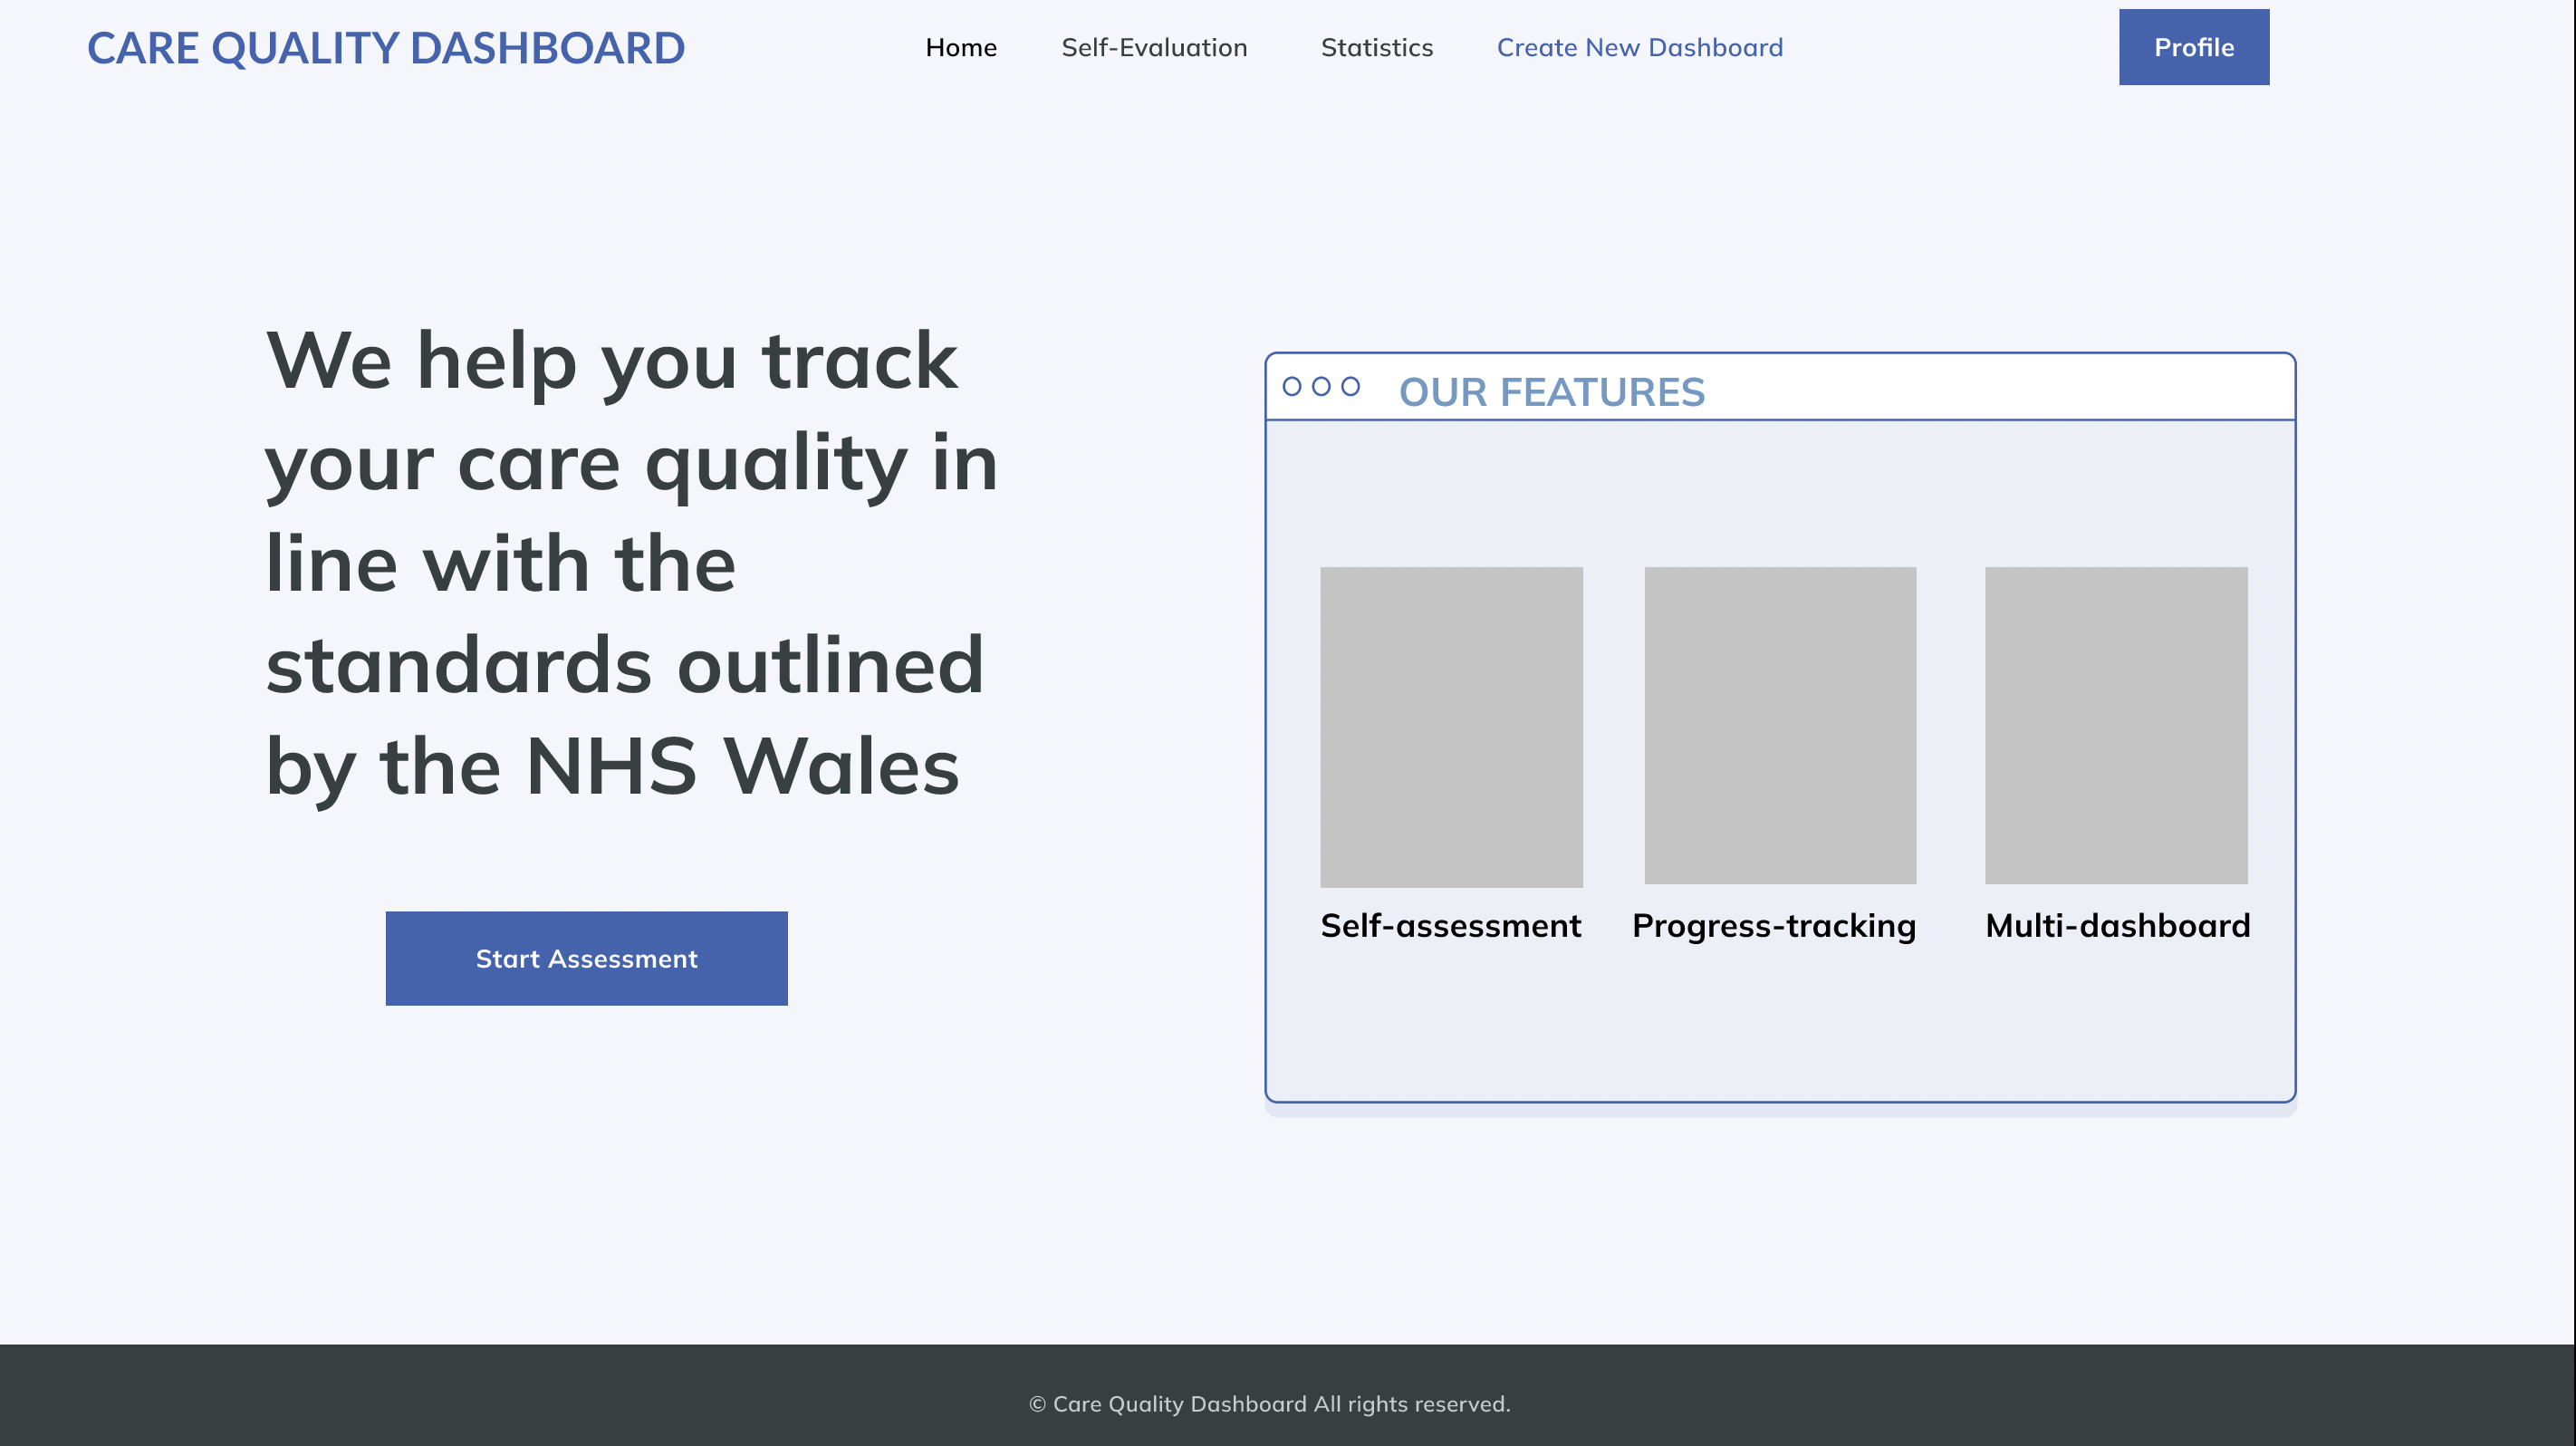 CARE QUALITY DASHBOARD
Home Self-Evaluation Statistics Create New Dashboard Profile
We help you track
your care quality in
line with the
standards outlined
by the NHS Wales
Start Assessment
OUR FEATURES
Self-assessment Progress-tracking Multi-dashboard
© Care Quality Dashboard All rights reserved.